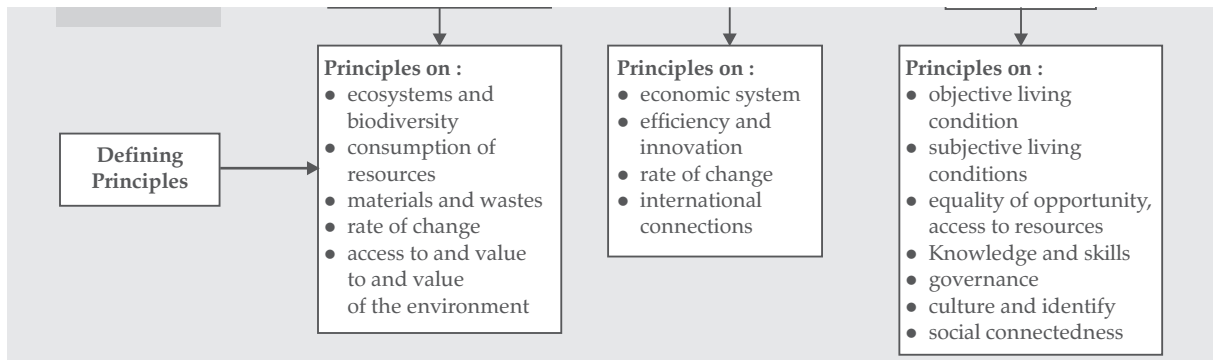 Defining
Principles
Principles on :
● ecosystems and
biodiversity
● consumption of
resources
● materials and wastes
● rate of change
● access to and value
to and value
of the environment
Principles on :
● economic system
● efficiency and
innovation
● rate of change
● international
connections
Principles on :
● objective living
condition
● subjective living
conditions
● equality of opportunity,
access to resources
● Knowledge and skills
● governance
● culture and identify
● social connectedness